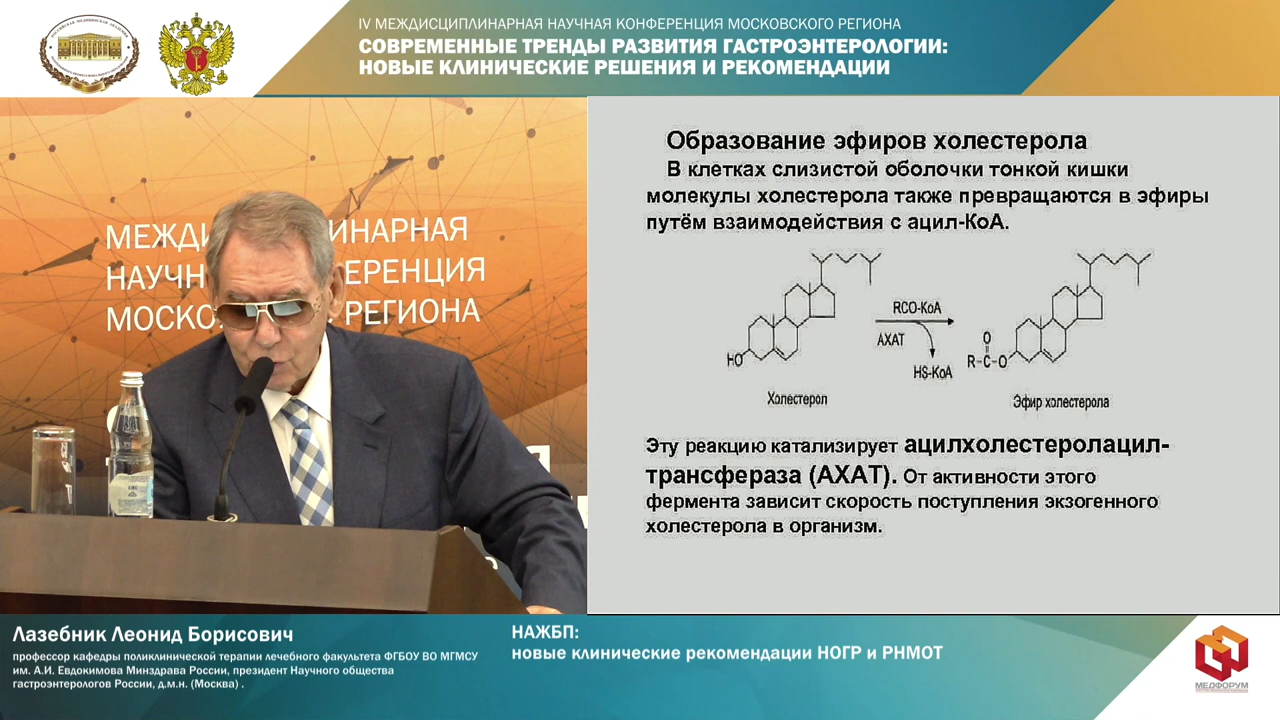 IV МЕЖДИСЦИПЛИНАРНАЯ НАУЧНАЯ КОНФЕРЕНЦИЯ МОСКОВСКОГО РЕГИОНА
СОВРЕМЕННЫЕ ТРЕНДЫ РАЗВИТИЯ ГАСТРОЭНТЕРОЛОГИИ:
НОВЫЕ КЛИНИЧЕСКИЕ РЕШЕНИЯ И РЕКОМЕНДАЦИИ
МЕЖДИ ИНАРНАЯ
НАУЧН ЕРЕНЦИЯ
МОСКО РЕГИОНА
Образование эфиров холестерола
В клетках слизистой оболочки тонкой кишки
молекулы холестерола также превращаются в эфиры
путём взаимодействия с ацил-КоА.
RCO-KoA
АХАТ
HS-KoA
HO
O
R-C-O
Холестерол
Эфир холестерола
Эту реакцию катализирует ацилхолестеролацил-
трансфераза (АХАТ). От активности этого
фермента зависит скорость поступления экзогенного
холестерола в организм.
Лазебник Леонид Борисович
профессор кафедры поликлинической терапии лечебного факультета ФГБОУ ВО МГМСУ
им. А.И. Евдокимова Минздрава России, президент Научного общества
гастроэнтерологов России, д.м.н. (Москва) .
НАЖБП:
новые клинические рекомендации НОГР и РНМОТ
МЕДФОРУМ